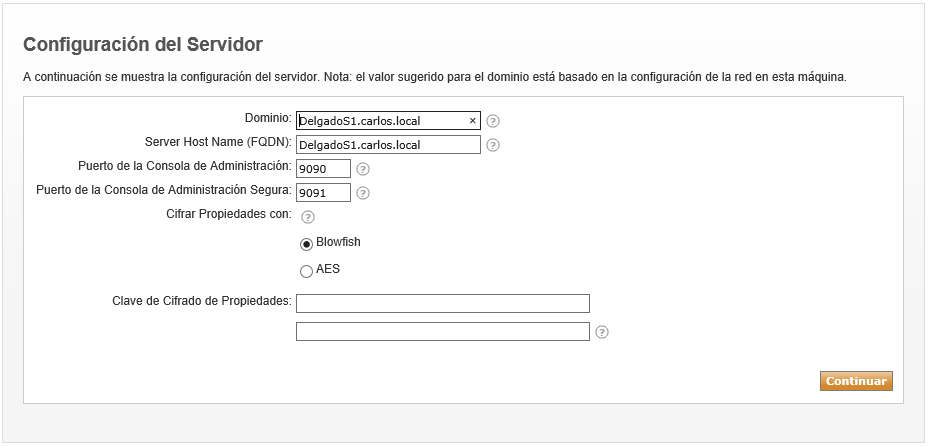 Configuración del Servidor
A continuación se muestra la configuración del servidor. Nota: el valor sugerido para el dominio está basado en la configuración de la red en esta máquina.
Dominio: DelgadoS1.carlos.local × ?
Server Host Name (FQDN): DelgadoS1.carlos.local ?
Puerto de la Consola de Administración: 9090 ?
Puerto de la Consola de Administración Segura: 9091 ?
Cifrar Propiedades con: ?
Blowfish
AES
Clave de Cifrado de Propiedades:
?
Continuar